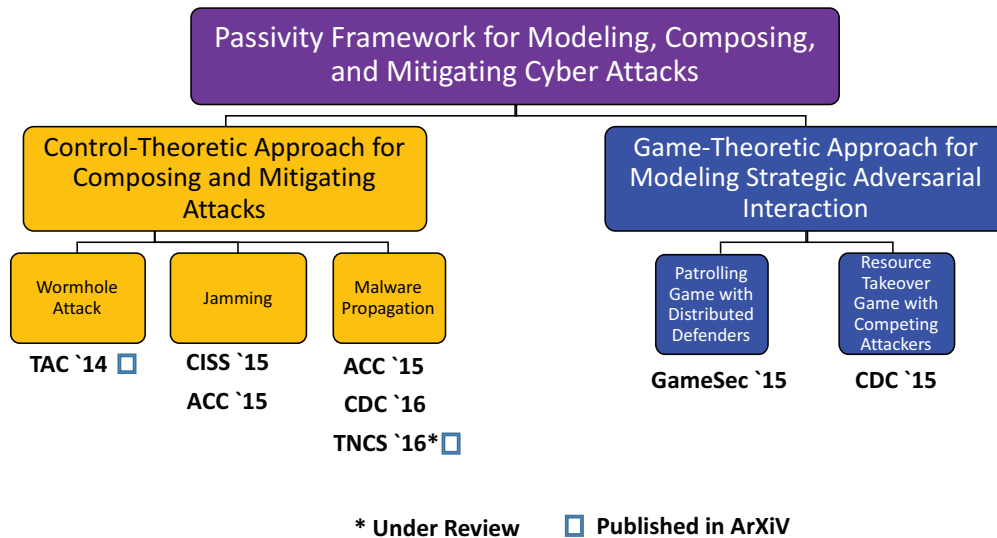 Passivity Framework for Modeling, Composing,
and Mitigating Cyber Attacks
Control-Theoretic Approach for
Composing and Mitigating
Attacks
Game-Theoretic Approach for
Modeling Strategic Adversarial
Interaction
Wormhole
Attack
Jamming
Malware
Propagation
Patrolling
Game with
Distributed
Defenders
Resource
Takeover
Game with
Competing
Attackers
TAC `14
CISS `15
ACC `15
ACC `15
CDC `16
TNCS `16*
GameSec `15
CDC `15
* Under Review
Published in ArXiV